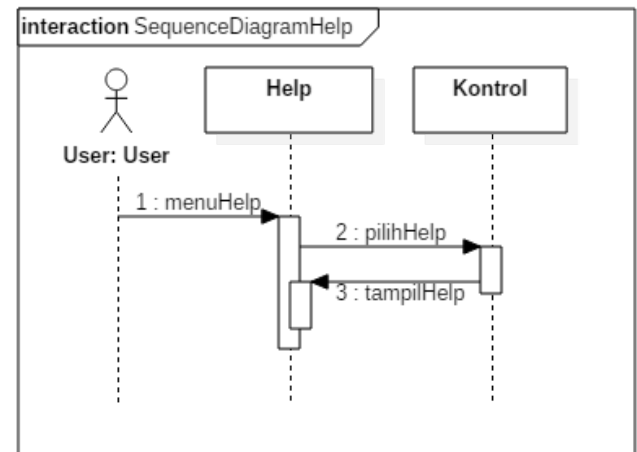 interaction SequenceDiagramHelp
Help
Kontrol
User: User
1 : menuHelp
2 : pilihHelp
3 : tampilHelp